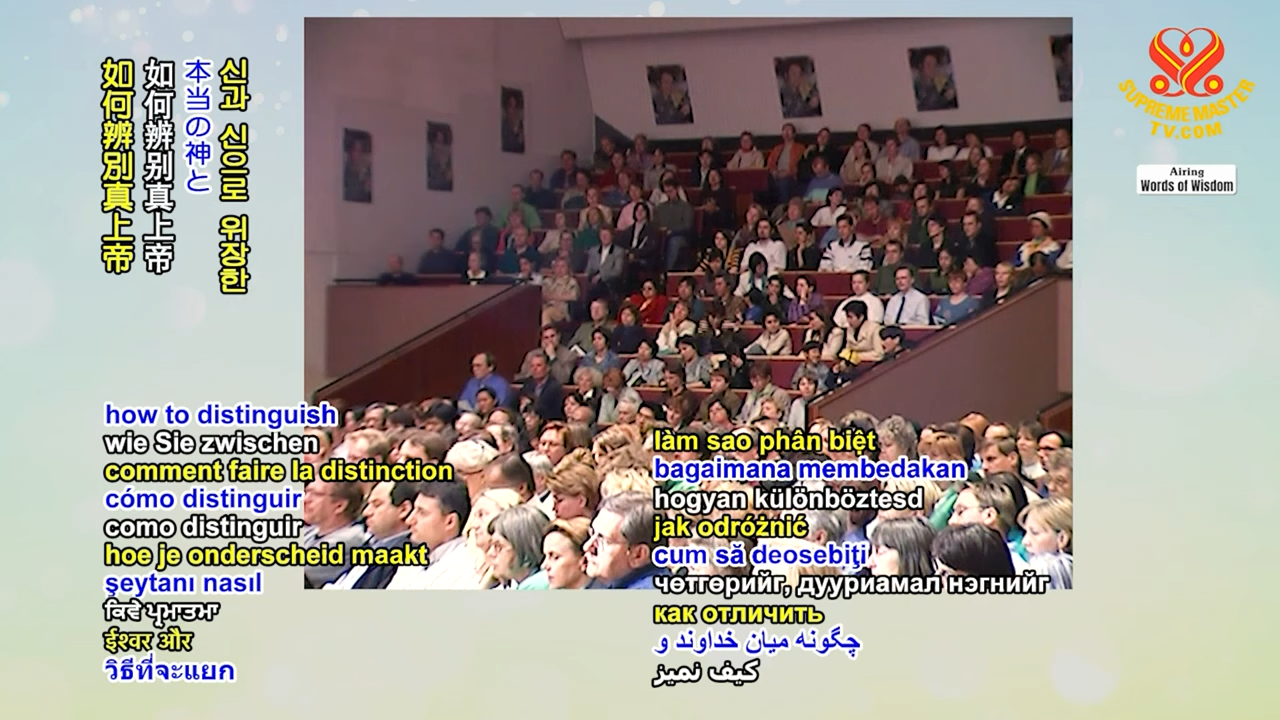 如何辨別真上帝
如何辨别真上帝
本当の神と
신과 신으로 위장한
SUPREME MASTER
TV.COM
Airing
Words of Wisdom
how to distinguish
wie Sie zwischen
comment faire la distinction
cómo distinguir
como distinguir
hoe je onderscheid maakt
şeytanı nasıl
ਕਿਵੇਂ ਪ੍ਰਮਾਤਮਾ
ईश्वर और
วิธีที่จะแยก
làm sao phân biệt
bagaimana membedakan
hogyan különböztesd
jak odróżnić
cum să deosebiţi
чөтгөрийг, дууриамал нэгнийг
как отличить
چگونه میان خداوند و
كيف نميز